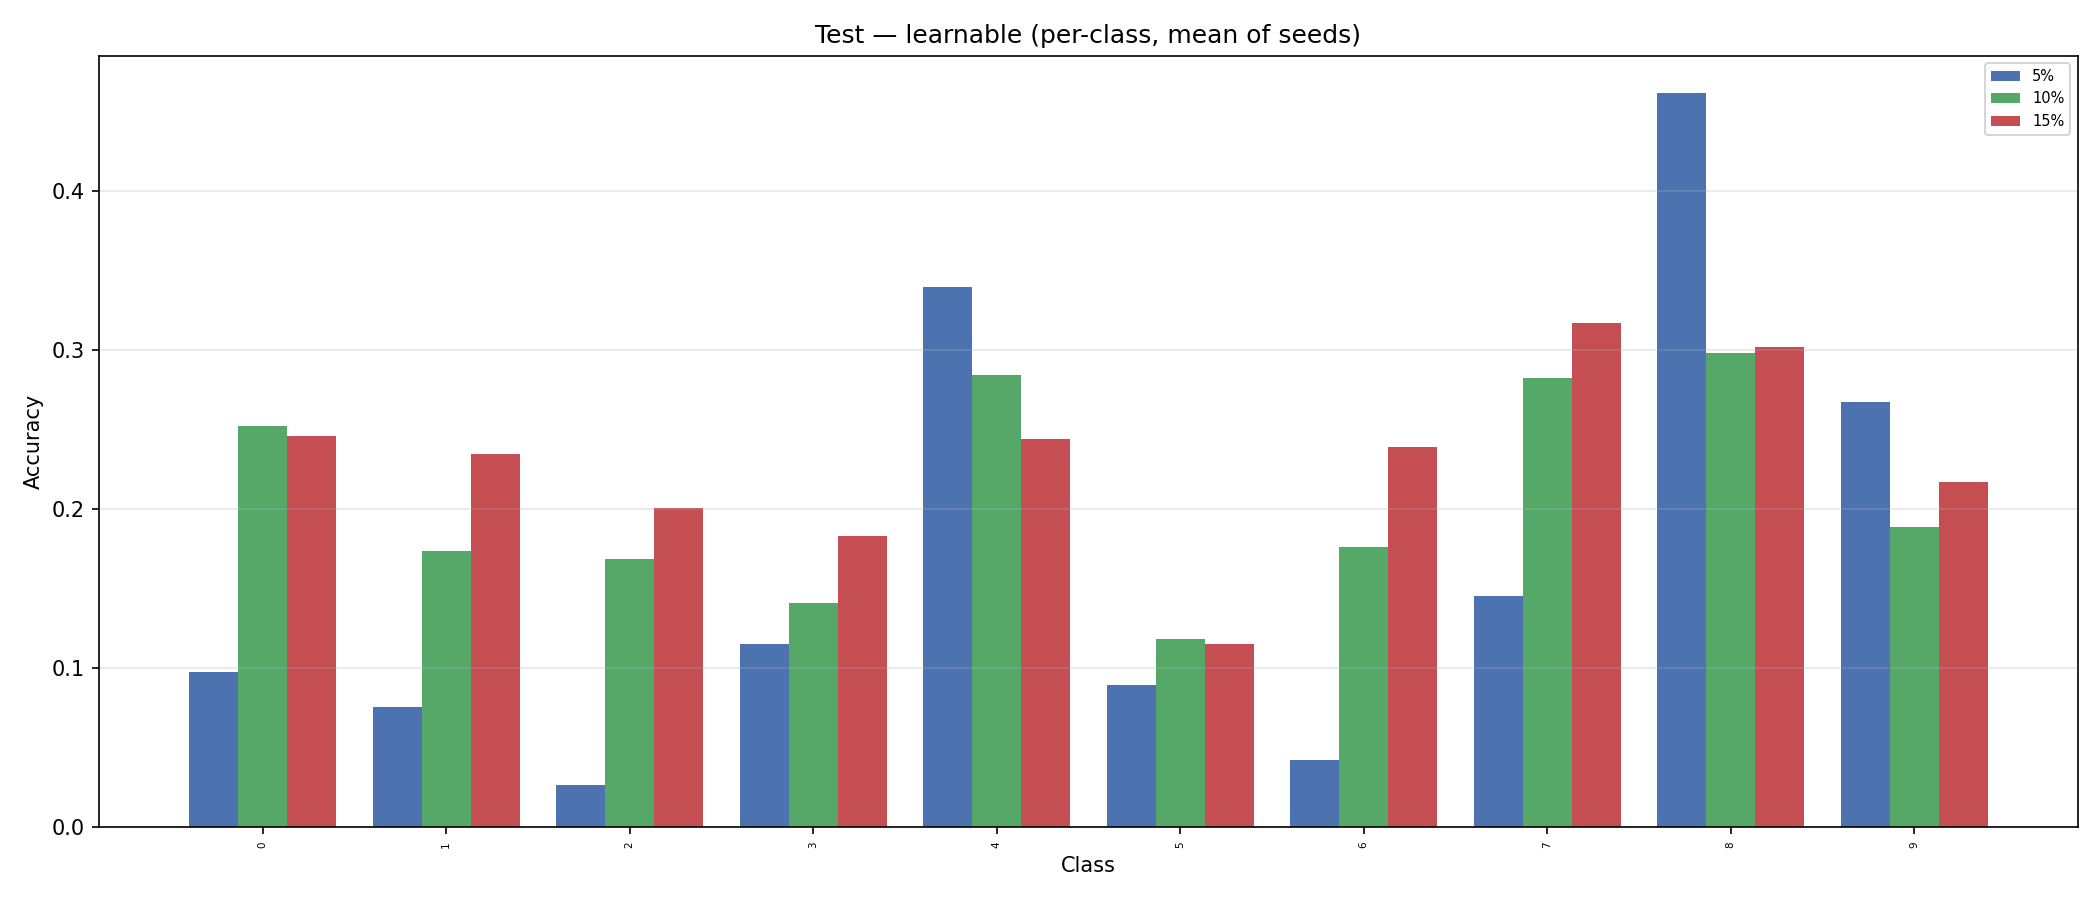 Test — learnable (per-class, mean of seeds)
5%
10%
15%
Accuracy
0.4
0.3
0.2
0.1
0.0
0 1 2 3 4 5 6 7 8 9
Class